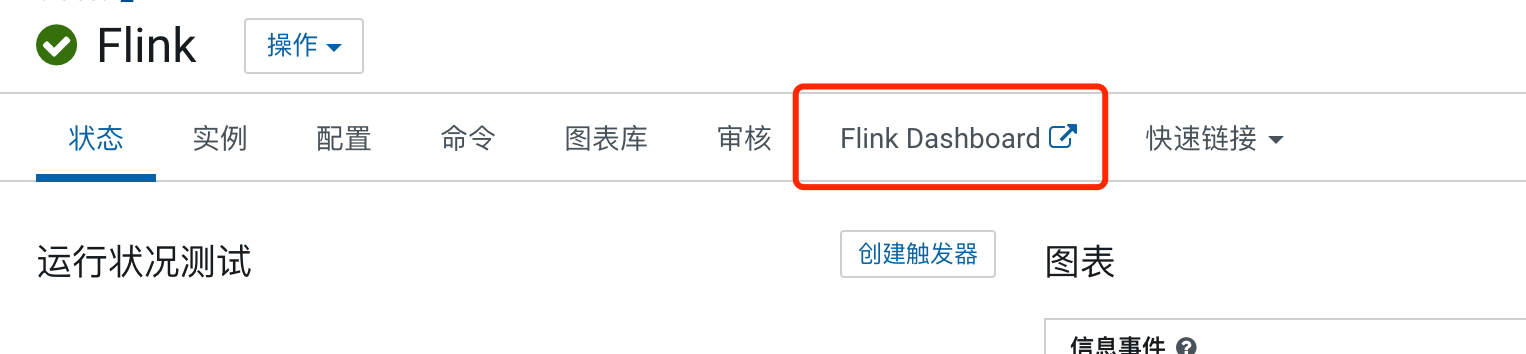 Flink 操作
状态 实例 配置 命令 图表库 审核 Flink Dashboard 快速链接
运行状况测试 创建触发器 图表
信息事件